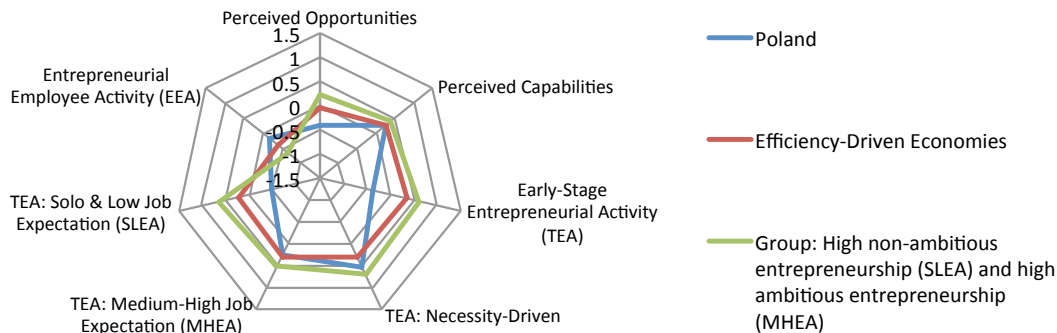 Perceived Opportunities
1.5
1
0.5
0
-0.5
-1
-1.5
Perceived Capabilities
Early-Stage
Entrepreneurial Activity
(TEA)
TEA: Necessity-Driven
TEA: Medium-High Job
Expectation (MHEA)
TEA: Solo & Low Job
Expectation (SLEA)
Entrepreneurial
Employee Activity (EEA)
Poland
Efficiency-Driven Economies
Group: High non-ambitious
entrepreneurship (SLEA) and high
ambitious entrepreneurship
(MHEA)